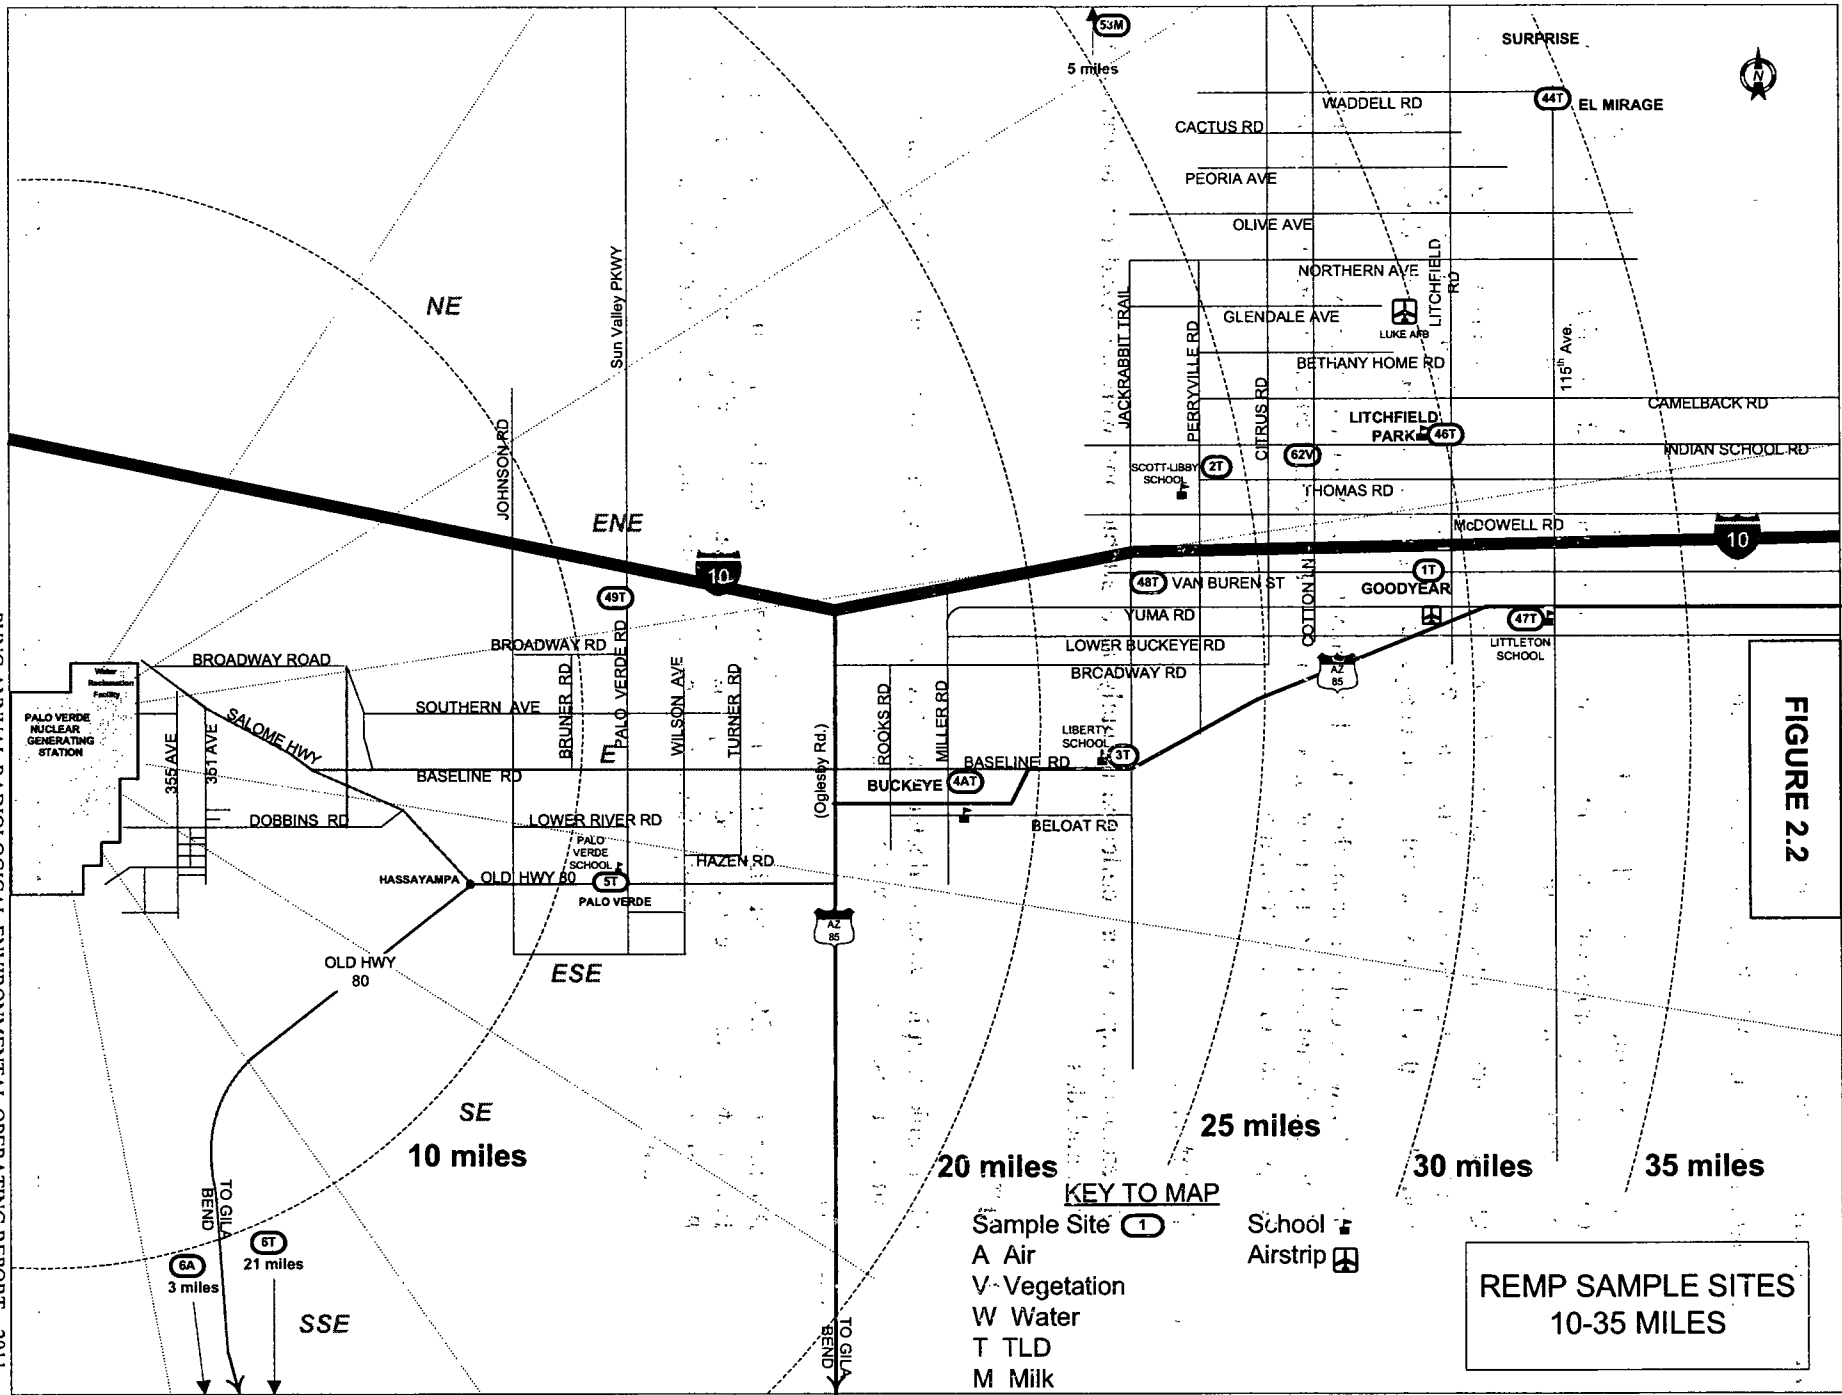 53M
5 miles
SURPRISE
N
WADDELL RD
44T EL MIRAGE
CACTUS RD
PEORIA AVE
OLIVE AVE
NORTHERN AVE
LITCHFIELD
RD
Sun Valley PKWY
NE
JACKRABBIT TRAIL
PERRYVILLE RD
GLENDALE AVE
LUKE AFB
BETHANY HOME RD
115th Ave.
CITRUS RD
CAMELBACK RD
LITCHFIELD
PARK 46T
INDIAN SCHOOL RD
JOHNSON RD
62V
SCOTT-LIBBY
SCHOOL
2T
THOMAS RD
ENE
McDOWELL RD
10
10
49T
48T VAN BUREN ST
1T
GOODYEAR
COTTON LN
YUMA RD
47T
LITTLETON
SCHOOL
BROADWAY RD
LOWER BUCKEYE RD
BROADWAY ROAD
BROADWAY RD
AZ
85
Water
Reclamation
Facility
PALO VERDE
NUCLEAR
GENERATING
STATION
SALOME HWY
355 AVE
351 AVE
SOUTHERN AVE
BRUNER RD
PALO VERDE RD
WILSON AVE
TURNER RD
(Oglesby Rd.)
ROOKS RD
MILLER RD
LIBERTY
SCHOOL
3T
E
BASELINE RD
BASELINE RD
BUCKEYE 4AT
DOBBINS RD
LOWER RIVER RD
BELOAT RD
PALO
VERDE
SCHOOL
HAZEN RD
HASSAYAMPA
OLD HWY 80
5T
PALO VERDE
AZ
85
OLD HWY
80
ESE
FIGURE 2.2
SE
10 miles
20 miles
25 miles
30 miles
35 miles
TO GILA
BEND
6A
3 miles
6T
21 miles
SSE
TO GILA
BEND
KEY TO MAP
Sample Site 1
A Air
V Vegetation
W Water
T TLD
M Milk
School
Airstrip
REMP SAMPLE SITES
10-35 MILES